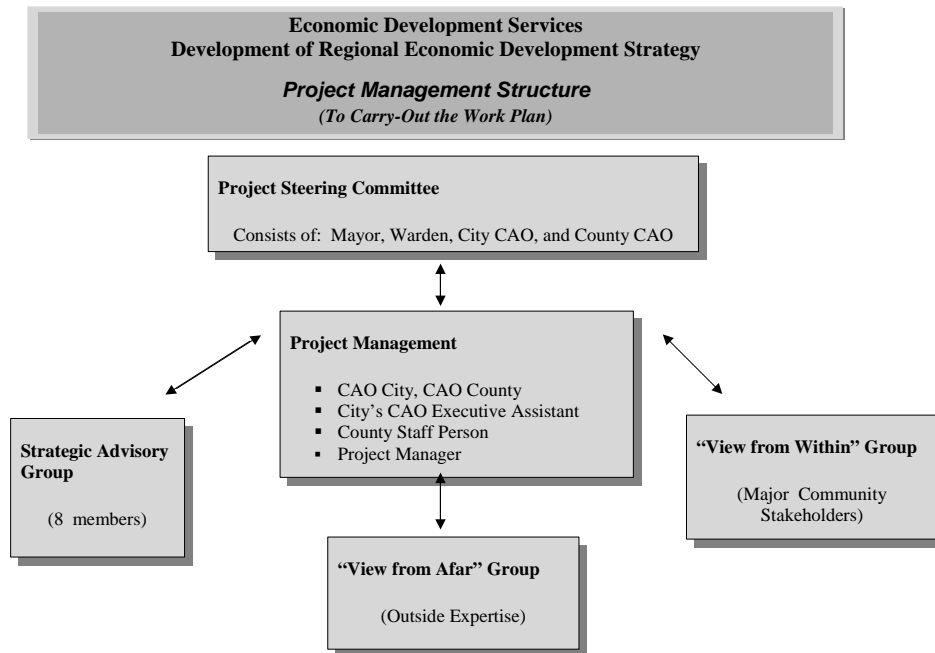 Economic Development Services
Development of Regional Economic Development Strategy
Project Management Structure
(To Carry-Out the Work Plan)
Project Steering Committee
Consists of: Mayor, Warden, City CAO, and County CAO
Project Management
▪ CAO City, CAO County
▪ City’s CAO Executive Assistant
▪ County Staff Person
▪ Project Manager
Strategic Advisory
Group
(8 members)
“View from Within” Group
(Major Community
Stakeholders)
“View from Afar” Group
(Outside Expertise)